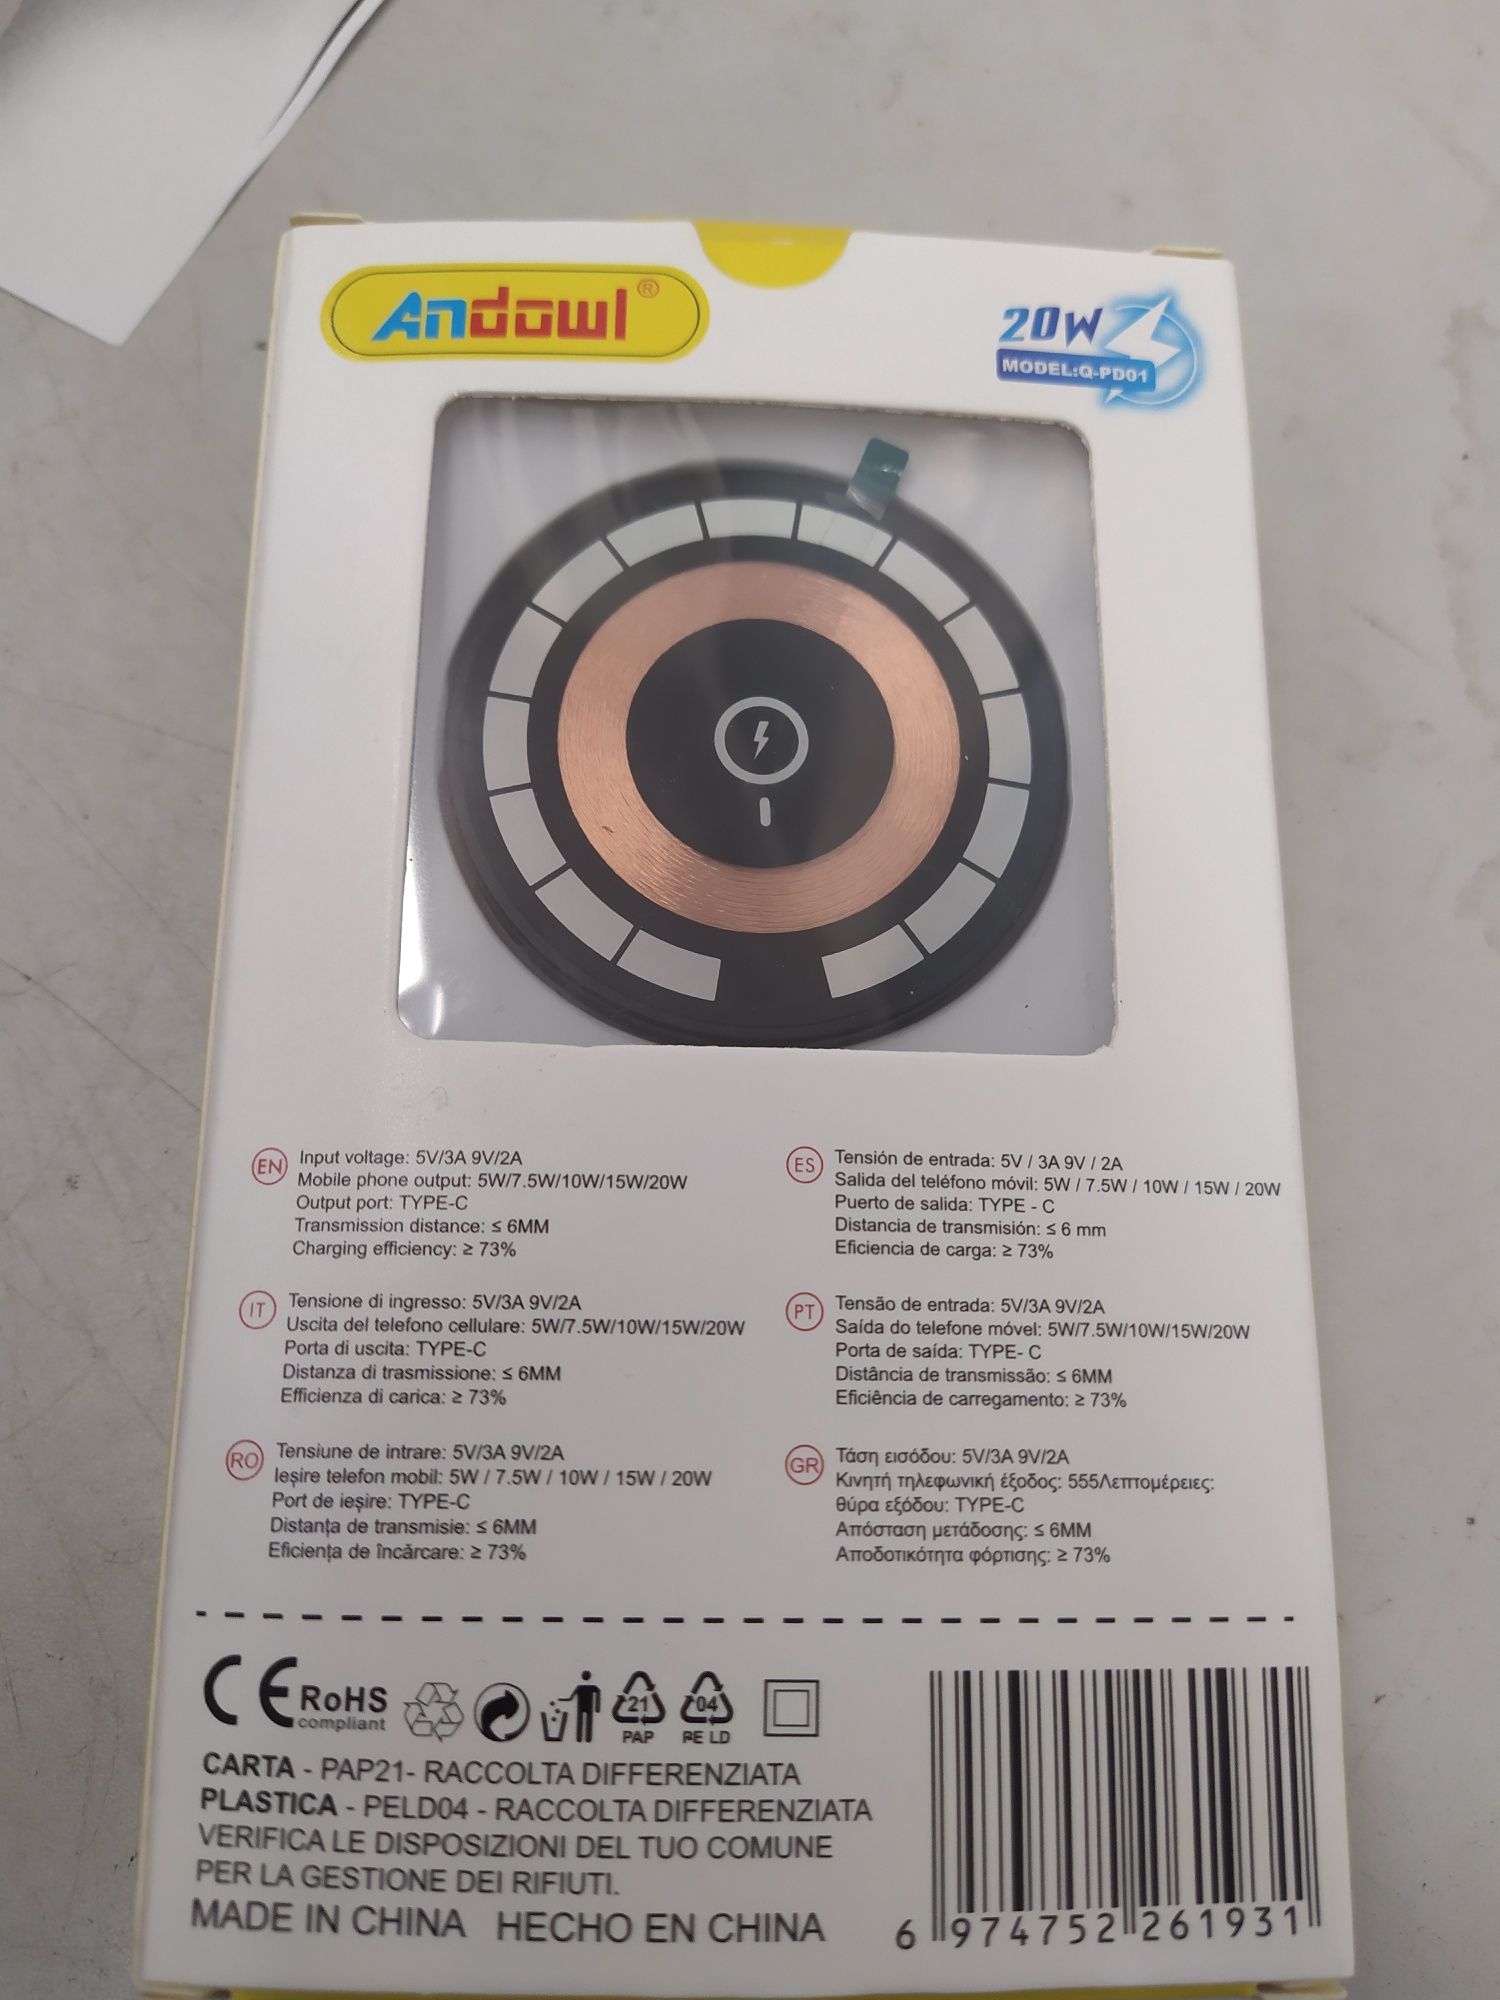 Andowl®
20W
MODEL:Q-PD01
EN
Input voltage: 5V/3A 9V/2A
Mobile phone output: 5W/7.5W/10W/15W/20W
Output port: TYPE-C
Transmission distance: ≤ 6MM
Charging efficiency: ≥ 73%
ES
Tensión de entrada: 5V / 3A 9V / 2A
Salida del teléfono móvil: 5W / 7.5W / 10W / 15W / 20W
Puerto de salida: TYPE - C
Distancia de transmisión: ≤ 6 mm
Eficiencia de carga: ≥ 73%
IT
Tensione di ingresso: 5V/3A 9V/2A
Uscita del telefono cellulare: 5W/7.5W/10W/15W/20W
Porta di uscita: TYPE-C
Distanza di trasmissione: ≤ 6MM
Efficienza di carica: ≥ 73%
PT
Tensão de entrada: 5V/3A 9V/2A
Saída do telefone móvel: 5W/7.5W/10W/15W/20W
Porta de saída: TYPE- C
Distância de transmissão: ≤ 6MM
Eficiência de carregamento: ≥ 73%
RO
Tensiune de intrare: 5V/3A 9V/2A
Ieșire telefon mobil: 5W / 7.5W / 10W / 15W / 20W
Port de ieșire: TYPE-C
Distanța de transmisie: ≤ 6MM
Eficiența de încărcare: ≥ 73%
GR
Τάση εισόδου: 5V/3A 9V/2A
Κινητή τηλεφωνική έξοδος: 555Λεπτομέρειες:
θύρα εξόδου: TYPE-C
Απόσταση μετάδοσης: ≤ 6MM
Αποδοτικότητα φόρτισης: ≥ 73%
CE RoHS
compliant
21
PAP
04
PE LD
CARTA - PAP21- RACCOLTA DIFFERENZIATA
PLASTICA - PELD04 - RACCOLTA DIFFERENZIATA
VERIFICA LE DISPOSIZIONI DEL TUO COMUNE
PER LA GESTIONE DEI RIFIUTI.
MADE IN CHINA HECHO EN CHINA
6 974752 261931